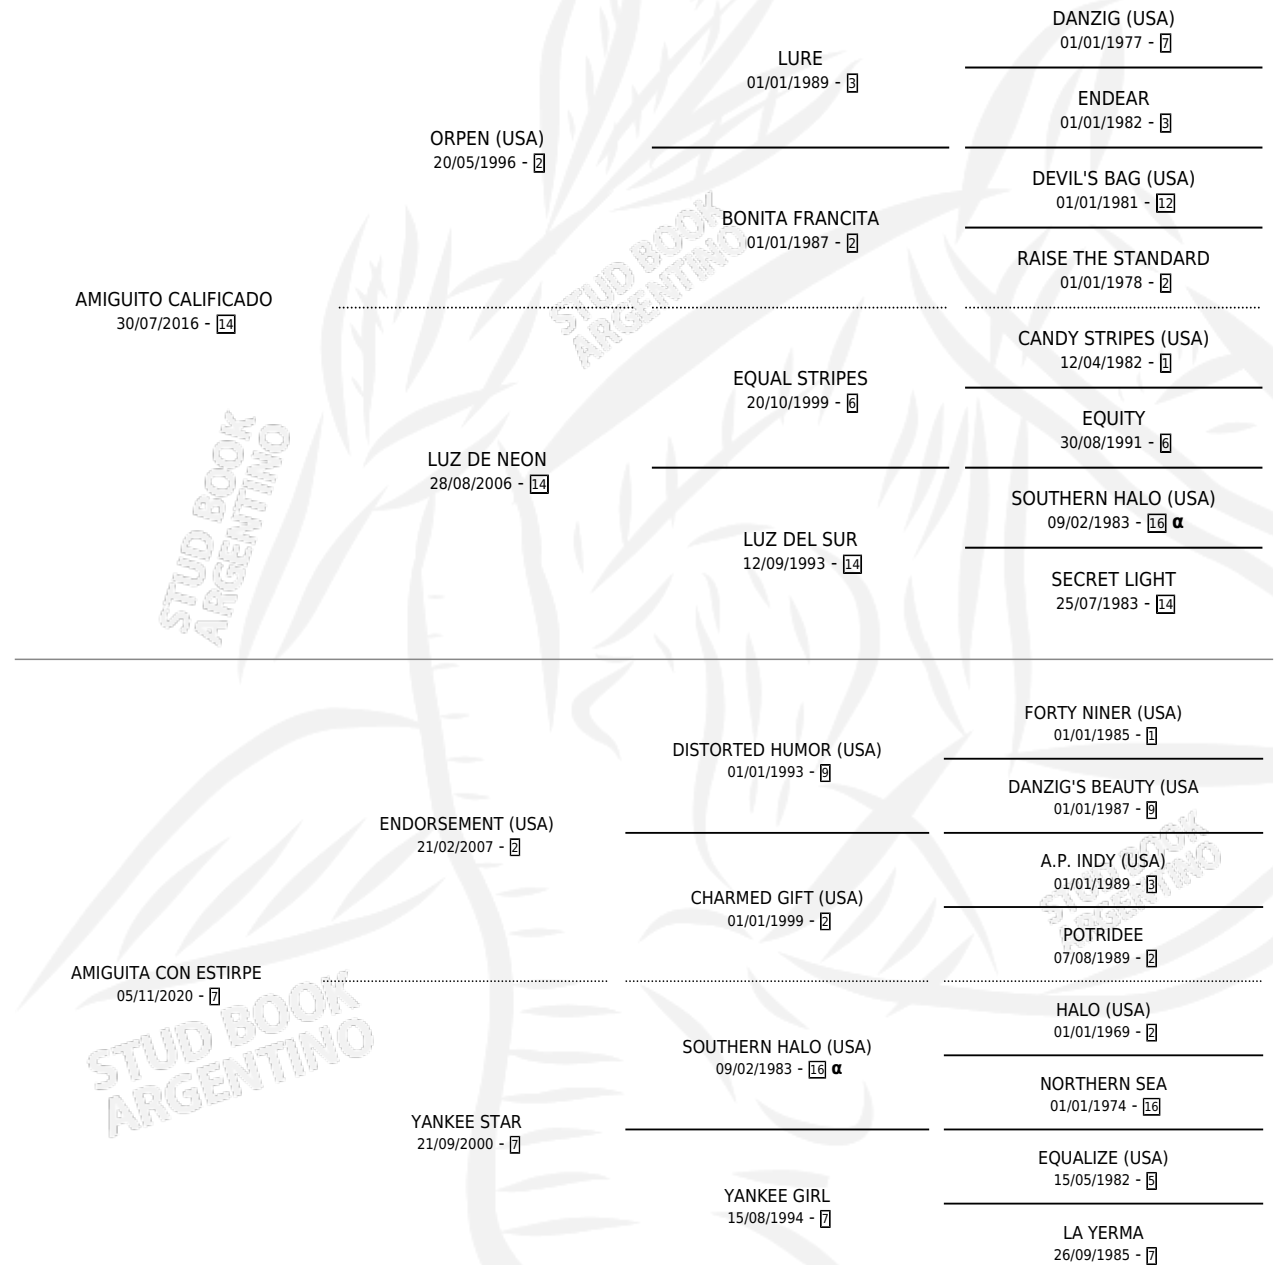 DANZIG (USA)
01/01/1977 - 7
LURE
01/01/1989 - 3
ENDEAR
01/01/1982 - 3
ORPEN (USA)
20/05/1996 - 2
DEVIL'S BAG (USA)
01/01/1981 - 12
BONITA FRANCITA
01/01/1987 - 2
RAISE THE STANDARD
01/01/1978 - 2
AMIGUITO CALIFICADO
30/07/2016 - 14
STUD BOOK
ARGENTINO
CANDY STRIPES (USA)
12/04/1982 - 1
EQUAL STRIPES
20/10/1999 - 6
EQUITY
30/08/1991 - 6
LUZ DE NEON
28/08/2006 - 14
SOUTHERN HALO (USA)
09/02/1983 - 16 α
LUZ DEL SUR
12/09/1993 - 14
SECRET LIGHT
25/07/1983 - 14
STUD BOOK
ARGENTINO
FORTY NINER (USA)
01/01/1985 - 1
DISTORTED HUMOR (USA)
01/01/1993 - 9
DANZIG'S BEAUTY (USA
01/01/1987 - 9
ENDORSEMENT (USA)
21/02/2007 - 2
A.P. INDY (USA)
01/01/1989 - 3
CHARMED GIFT (USA)
01/01/1999 - 2
POTRIDEE
07/08/1989 - 2
STUD BOOK
ARGENTINO
AMIGUITA CON ESTIRPE
05/11/2020 - 7
HALO (USA)
01/01/1969 - 2
SOUTHERN HALO (USA)
09/02/1983 - 16 α
NORTHERN SEA
01/01/1974 - 16
YANKEE STAR
21/09/2000 - 7
EQUALIZE (USA)
15/05/1982 - 5
YANKEE GIRL
15/08/1994 - 7
LA YERMA
26/09/1985 - 7
STUD BOOK
ARGENTINO